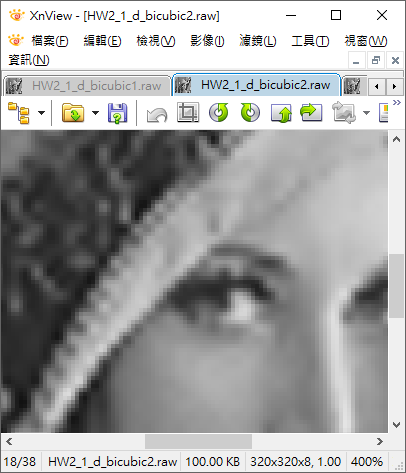 XnView - [HW2_1_d_bicubic2.raw]
檔案(F) 編輯(E) 檢視(V) 影像(I) 濾鏡(L) 工具(T) 視窗(W)
資訊(N)
HW2_1_d_bicubic1.raw HW2_1_d_bicubic2.raw
18/38 HW2_1_d_bicubic2.raw 100.00 KB 320x320x8, 1.00 400%